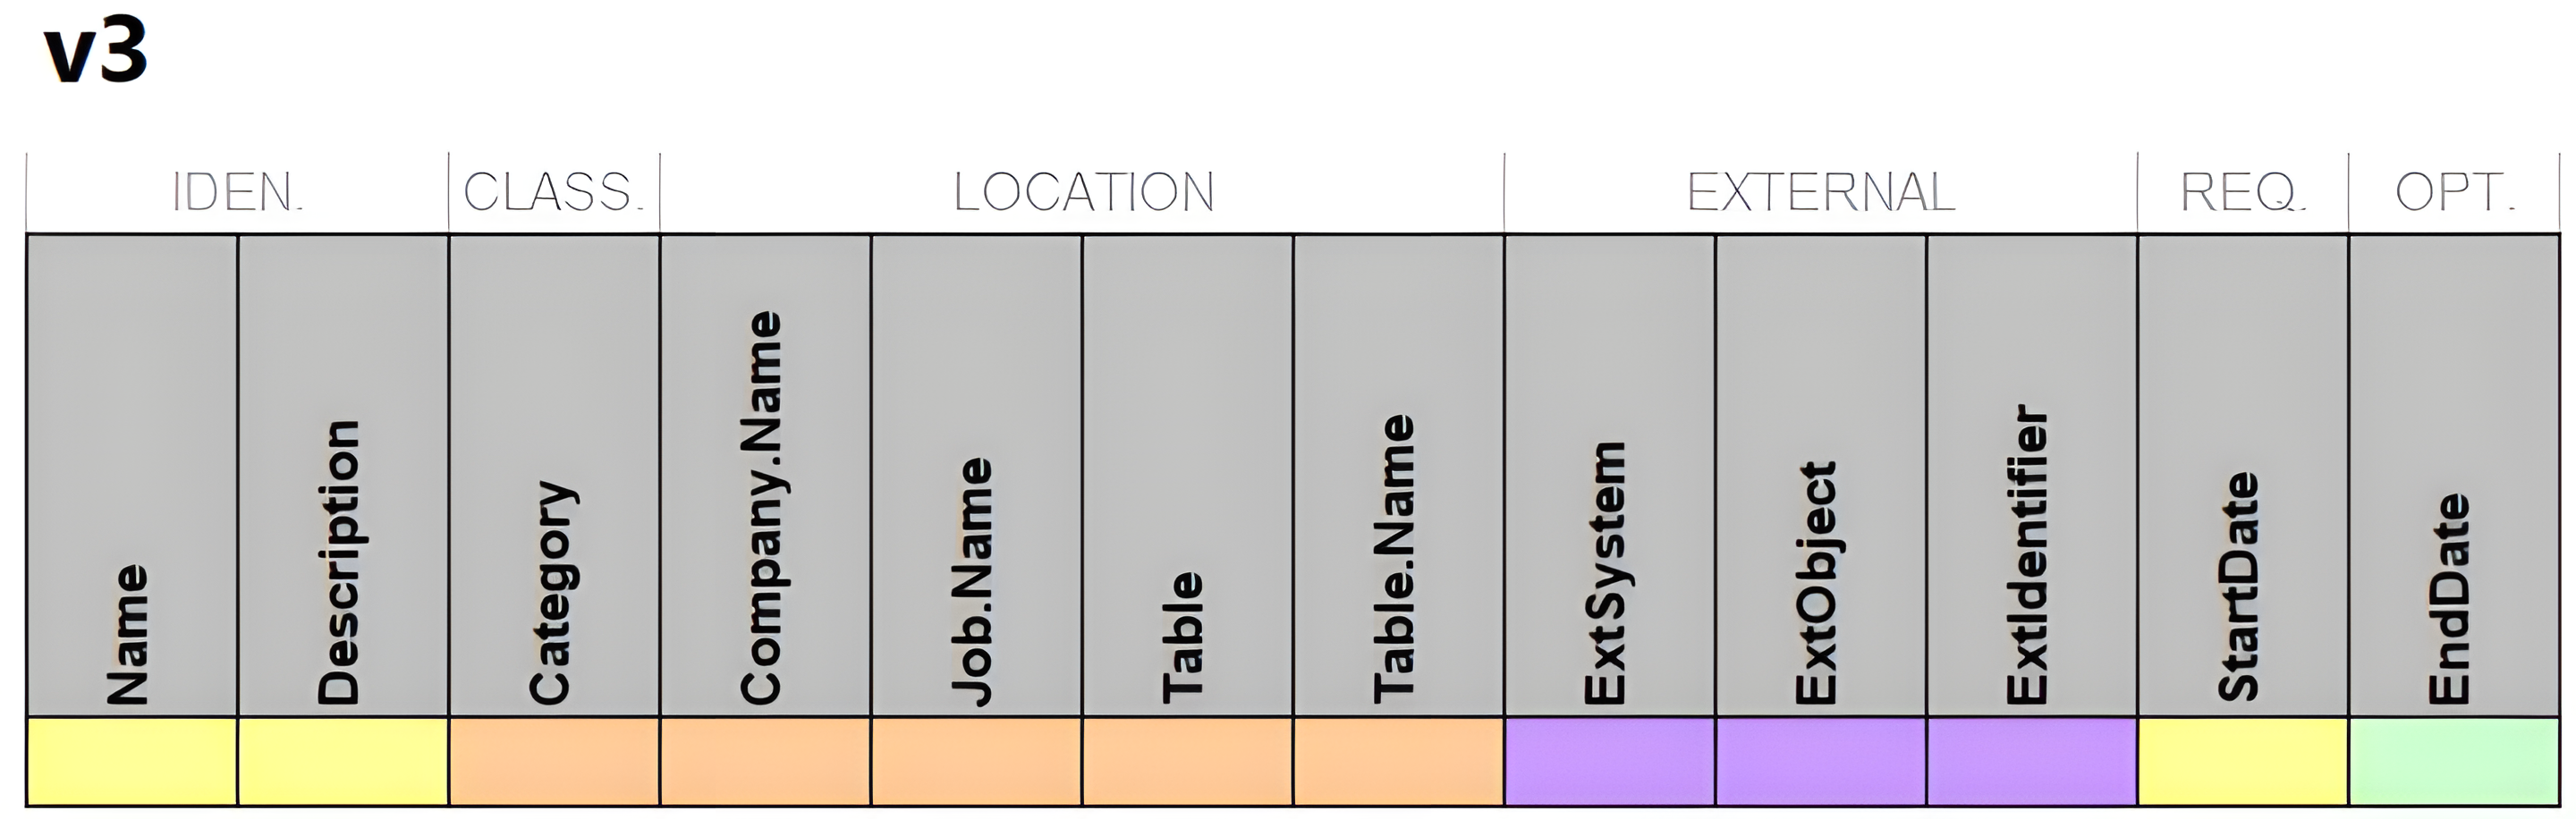 v3
IDEN. CLASS. LOCATION EXTERNAL REQ. OPT.
Name
Description
Category
Company.Name
Job.Name
Table
Table.Name
ExtSystem
ExtObject
ExtIdentifier
StartDate
EndDate